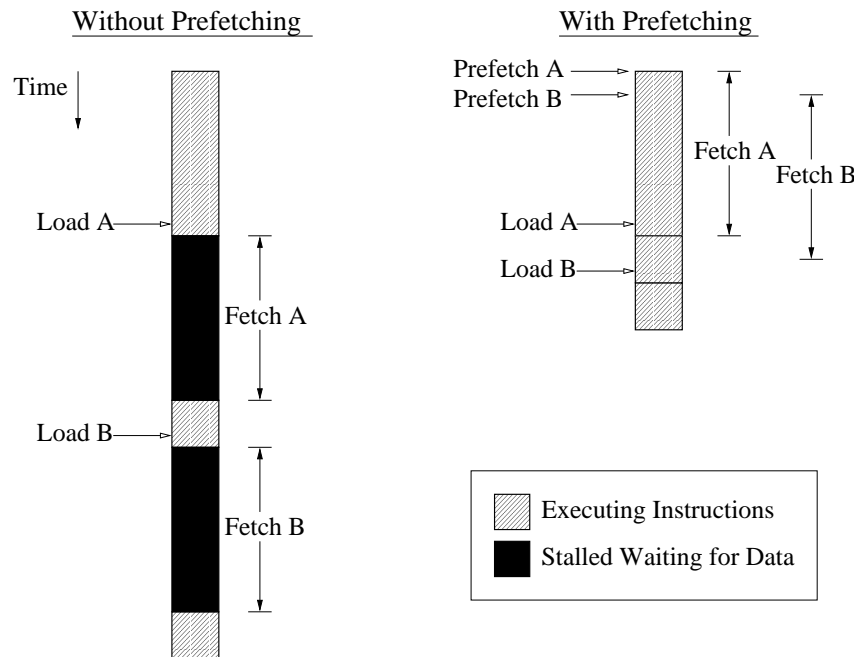 Without Prefetching
Time
Load A
Fetch A
Load B
Fetch B
With Prefetching
Prefetch A
Prefetch B
Fetch A
Fetch B
Load A
Load B
Executing Instructions
Stalled Waiting for Data